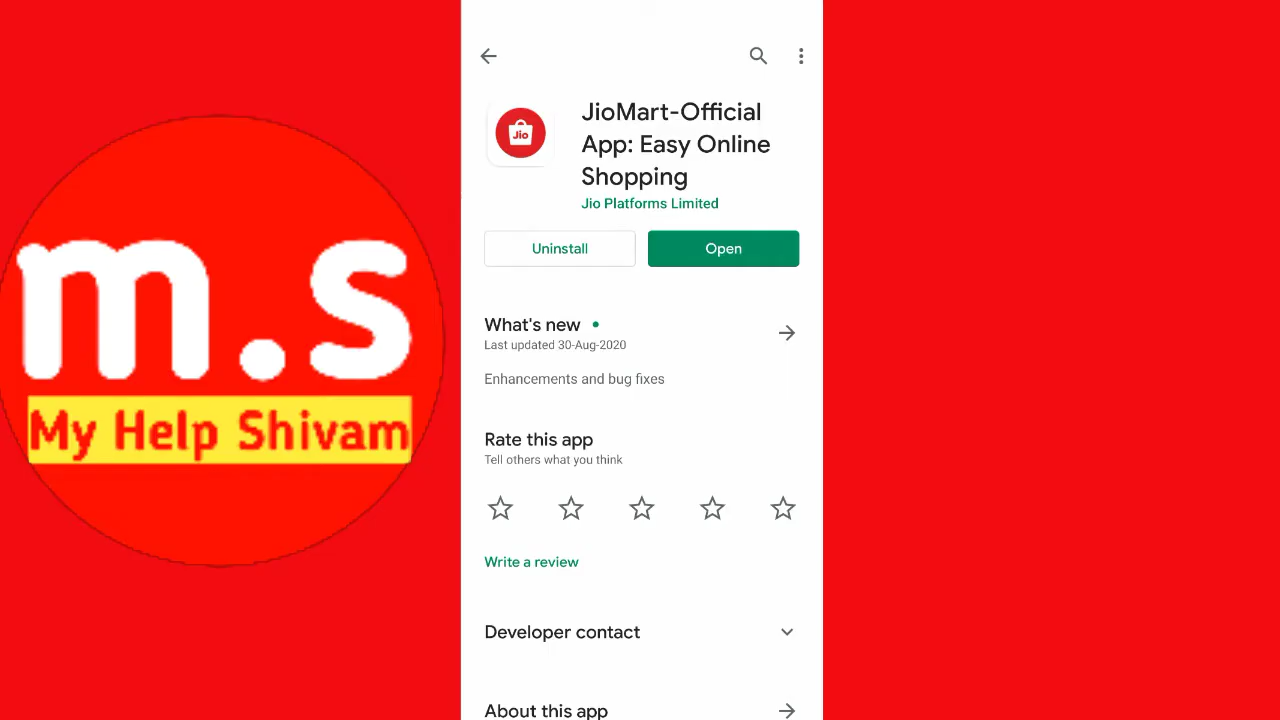 m.s
My Help Shivam
Jio
JioMart-Official
App: Easy Online
Shopping
Jio Platforms Limited
Uninstall
Open
What's new
Last updated 30-Aug-2020
Enhancements and bug fixes
Rate this app
Tell others what you think
Write a review
Developer contact
About this app